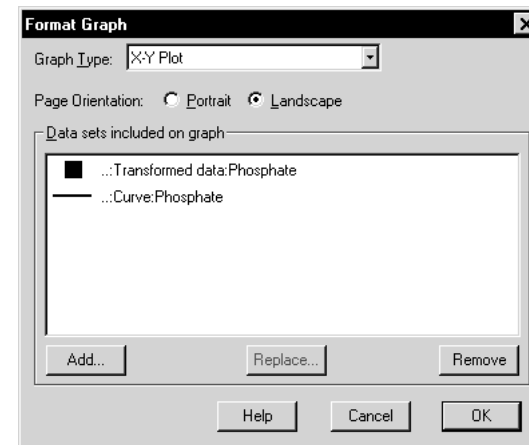 Format Graph
Graph Type: X-Y Plot
Page Orientation: Portrait Landscape
Data sets included on graph
..:Transformed data:Phosphate
..:Curve:Phosphate
Add... Replace... Remove
Help Cancel OK